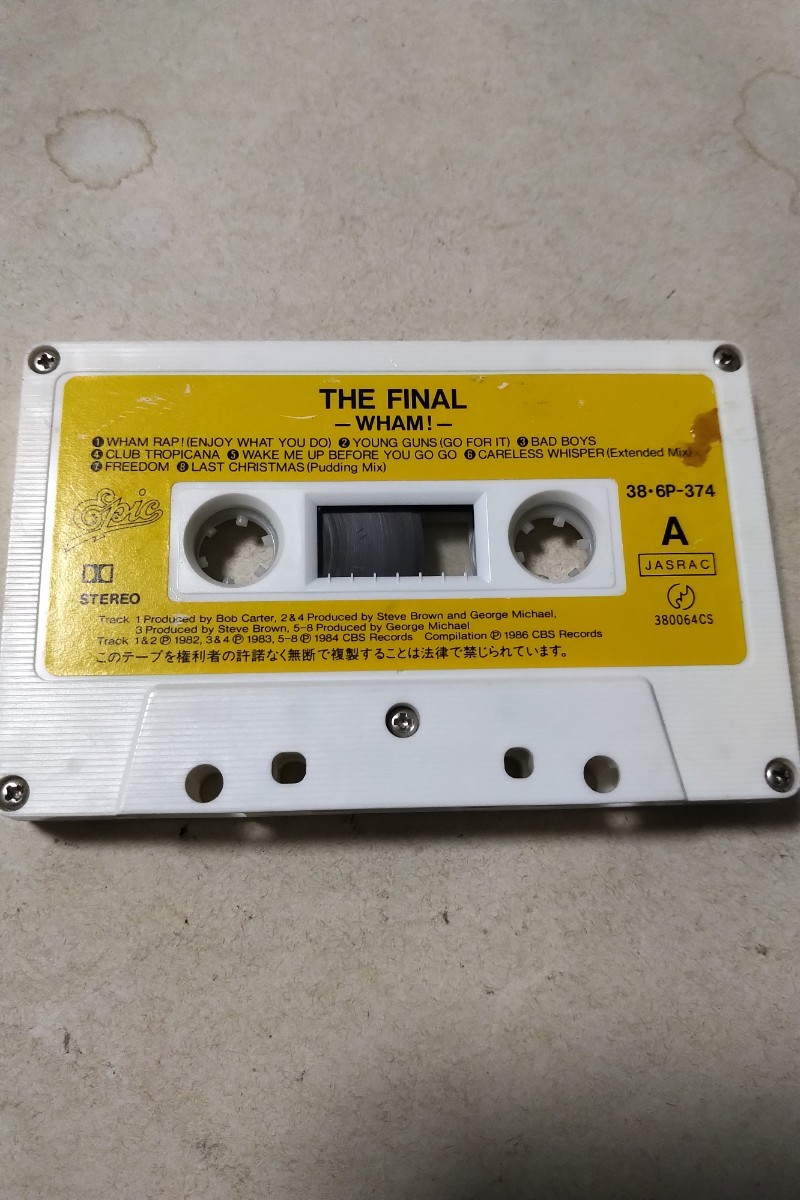 THE FINAL
—WHAM!—
❶WHAM RAP!(ENJOY WHAT YOU DO) ❷YOUNG GUNS(GO FOR IT) ❸BAD BOYS
❹CLUB TROPICANA ❺WAKE ME UP BEFORE YOU GO GO ❻CARELESS WHISPER(Extended Mix)
❼FREEDOM ❽LAST CHRISTMAS(Pudding Mix)
Epic
STEREO
38・6P-374
A
JASRAC
380064CS
Track 1 Produced by Bob Carter, 2&4 Produced by Steve Brown and George Michael,
3 Produced by Steve Brown, 5-8 Produced by George Michael
Track 1&2 Ⓟ 1982, 3&4 Ⓟ 1983, 5-8 Ⓟ 1984 CBS Records Compilation Ⓟ 1986 CBS Records
このテープを権利者の許諾なく無断で複製することは法律で禁じられています。